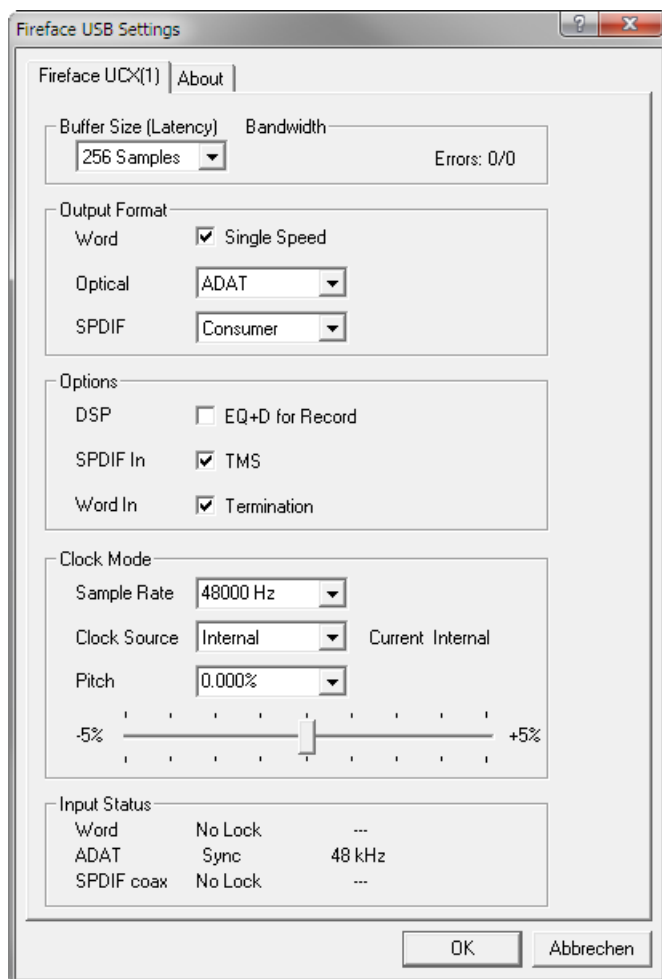 Fireface USB Settings
Fireface UCX(1) About
Buffer Size (Latency) Bandwidth
256 Samples Errors: 0/0
Output Format
Word Single Speed
Optical ADAT
SPDIF Consumer
Options
DSP EQ+D for Record
SPDIF In TMS
Word In Termination
Clock Mode
Sample Rate 48000 Hz
Clock Source Internal Current Internal
Pitch 0.000%
-5% +5%
Input Status
Word No Lock ---
ADAT Sync 48 kHz
SPDIF coax No Lock ---
OK Abbrechen